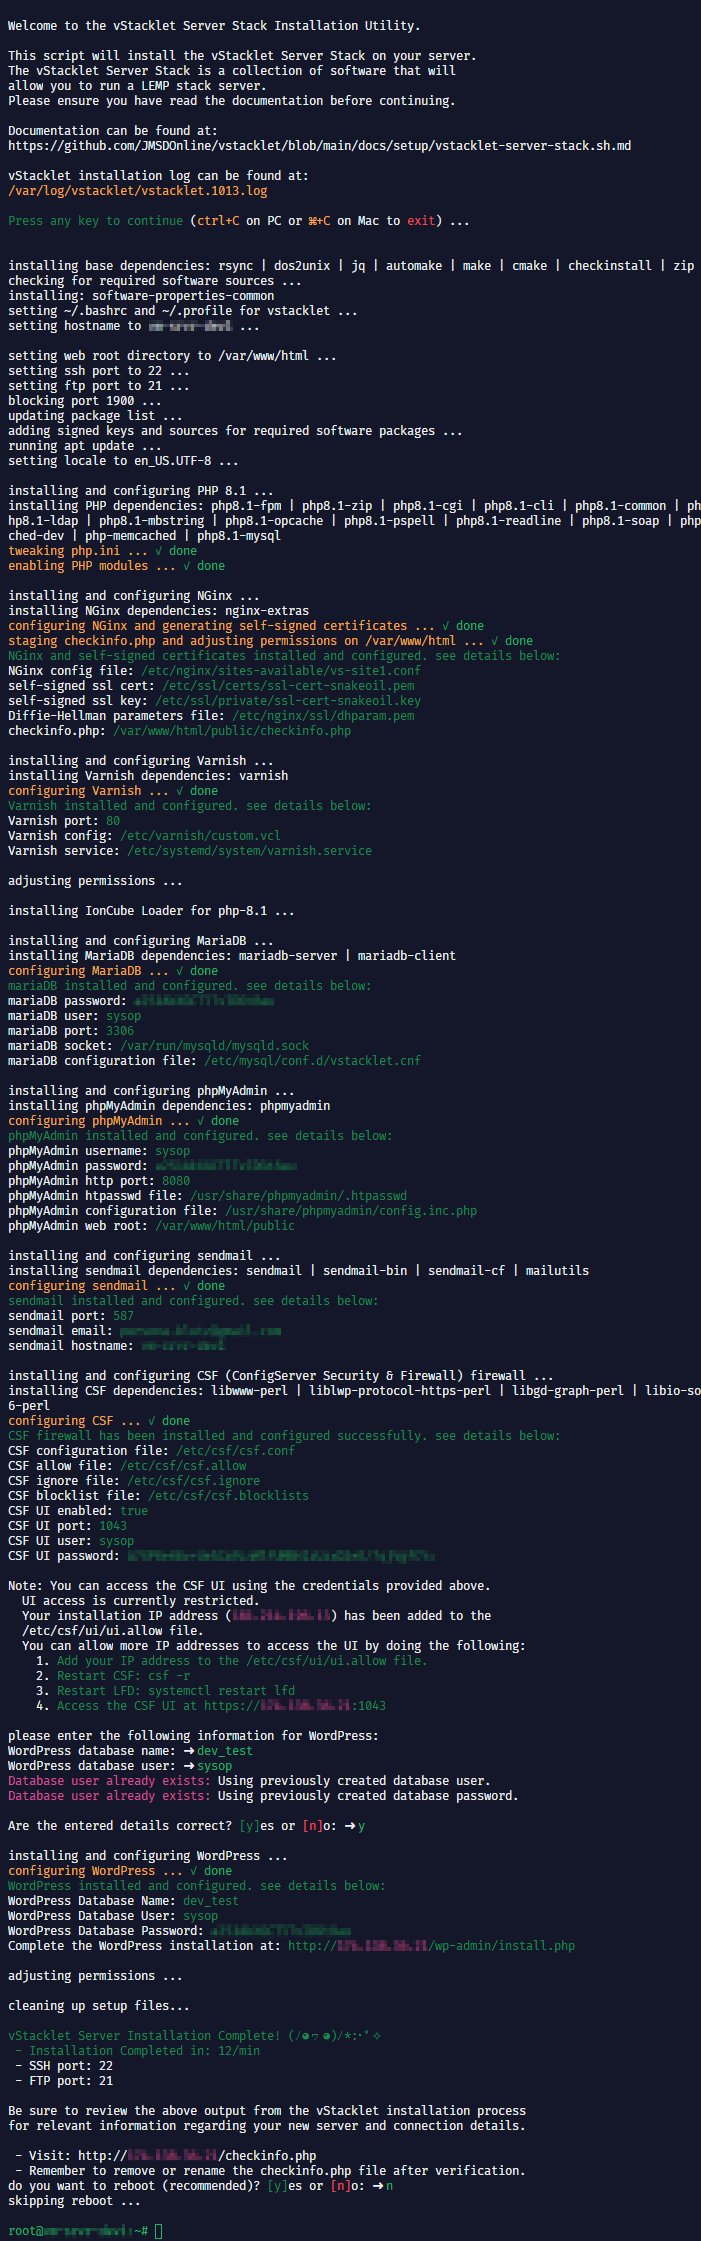 Welcome to the vStacklet Server Stack Installation Utility.
This script will install the vStacklet Server Stack on your server.
The vStacklet Server Stack is a collection of software that will
allow you to run a LEMP stack server.
Please ensure you have read the documentation before continuing.
Documentation can be found at:
https://github.com/JMSDOnline/vstacklet/blob/main/docs/setup/vstacklet-server-stack.sh.md
vStacklet installation log can be found at:
/var/log/vstacklet/vstacklet.1013.log
Press any key to continue (ctrl+C on PC or ⌘+C on Mac to exit) ...
installing base dependencies: rsync | dos2unix | jq | automake | make | cmake | checkinstall | zip
checking for required software sources ...
installing: software-properties-common
setting ~/.bashrc and ~/.profile for vstacklet ...
setting hostname to ...
setting web root directory to /var/www/html ...
setting ssh port to 22 ...
setting ftp port to 21 ...
blocking port 1900 ...
updating package list ...
adding signed keys and sources for required software packages ...
running apt update ...
setting locale to en_US.UTF-8 ...
installing and configuring PHP 8.1 ...
installing PHP dependencies: php8.1-fpm | php8.1-zip | php8.1-cgi | php8.1-cli | php8.1-common | ph
hp8.1-ldap | php8.1-mbstring | php8.1-opcache | php8.1-pspell | php8.1-readline | php8.1-soap | php
ched-dev | php-memcached | php8.1-mysql
tweaking php.ini ... √ done
enabling PHP modules ... √ done
installing and configuring NGinx ...
installing NGinx dependencies: nginx-extras
configuring NGinx and generating self-signed certificates ... √ done
staging checkinfo.php and adjusting permissions on /var/www/html ... √ done
NGinx and self-signed certificates installed and configured. see details below:
NGinx config file: /etc/nginx/sites-available/vs-site1.conf
self-signed ssl cert: /etc/ssl/certs/ssl-cert-snakeoil.pem
self-signed ssl key: /etc/ssl/private/ssl-cert-snakeoil.key
Diffie-Hellman parameters file: /etc/nginx/ssl/dhparam.pem
checkinfo.php: /var/www/html/public/checkinfo.php
installing and configuring Varnish ...
installing Varnish dependencies: varnish
configuring Varnish ... √ done
Varnish installed and configured. see details below:
Varnish port: 80
Varnish config: /etc/varnish/custom.vcl
Varnish service: /etc/systemd/system/varnish.service
adjusting permissions ...
installing IonCube Loader for php-8.1 ...
installing and configuring MariaDB ...
installing MariaDB dependencies: mariadb-server | mariadb-client
configuring MariaDB ... √ done
mariaDB installed and configured. see details below:
mariaDB password:
mariaDB user: sysop
mariaDB port: 3306
mariaDB socket: /var/run/mysqld/mysqld.sock
mariaDB configuration file: /etc/mysql/conf.d/vstacklet.cnf
installing and configuring phpMyAdmin ...
installing phpMyAdmin dependencies: phpmyadmin
configuring phpMyAdmin ... √ done
phpMyAdmin installed and configured. see details below:
phpMyAdmin username: sysop
phpMyAdmin password:
phpMyAdmin http port: 8080
phpMyAdmin htpasswd file: /usr/share/phpmyadmin/.htpasswd
phpMyAdmin configuration file: /usr/share/phpmyadmin/config.inc.php
phpMyAdmin web root: /var/www/html/public
installing and configuring sendmail ...
installing sendmail dependencies: sendmail | sendmail-bin | sendmail-cf | mailutils
configuring sendmail ... √ done
sendmail installed and configured. see details below:
sendmail port: 587
sendmail email:
sendmail hostname:
installing and configuring CSF (ConfigServer Security & Firewall) firewall ...
installing CSF dependencies: libwww-perl | liblwp-protocol-https-perl | libgd-graph-perl | libio-so
6-perl
configuring CSF ... √ done
CSF firewall has been installed and configured successfully. see details below:
CSF configuration file: /etc/csf/csf.conf
CSF allow file: /etc/csf/csf.allow
CSF ignore file: /etc/csf/csf.ignore
CSF blocklist file: /etc/csf/csf.blocklists
CSF UI enabled: true
CSF UI port: 1043
CSF UI user: sysop
CSF UI password:
Note: You can access the CSF UI using the credentials provided above.
UI access is currently restricted.
Your installation IP address ( ) has been added to the
/etc/csf/ui/ui.allow file.
You can allow more IP addresses to access the UI by doing the following:
1. Add your IP address to the /etc/csf/ui/ui.allow file.
2. Restart CSF: csf -r
3. Restart LFD: systemctl restart lfd
4. Access the CSF UI at https:// :1043
please enter the following information for WordPress:
WordPress database name: ➜dev_test
WordPress database user: ➜sysop
Database user already exists: Using previously created database user.
Database user already exists: Using previously created database password.
Are the entered details correct? [y]es or [n]o: ➜y
installing and configuring WordPress ...
configuring WordPress ... √ done
WordPress installed and configured. see details below:
WordPress Database Name: dev_test
WordPress Database User: sysop
WordPress Database Password:
Complete the WordPress installation at: http:// /wp-admin/install.php
adjusting permissions ...
cleaning up setup files...
vStacklet Server Installation Complete! (ﾉ◕ヮ◕)ﾉ*:･ﾟ✧
- Installation Completed in: 12/min
- SSH port: 22
- FTP port: 21
Be sure to review the above output from the vStacklet installation process
for relevant information regarding your new server and connection details.
- Visit: http:// /checkinfo.php
- Remember to remove or rename the checkinfo.php file after verification.
do you want to reboot (recommended)? [y]es or [n]o: ➜n
skipping reboot ...
root@ :~#